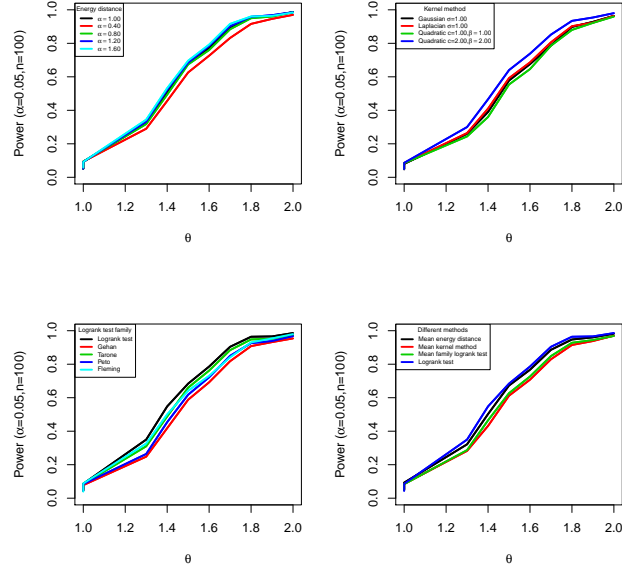 Energy distance
α = 1.00
α = 0.40
α = 0.80
α = 1.20
α = 1.60
Power (α=0.05,n=100)
0.0 0.2 0.4 0.6 0.8 1.0
1.0 1.2 1.4 1.6 1.8 2.0
θ
Kernel method
Gaussian σ=1.00
Laplacian σ=1.00
Quadratic c=1.00,β = 1.00
Quadratic c=2.00,β = 2.00
Power (α=0.05,n=100)
0.0 0.2 0.4 0.6 0.8 1.0
1.0 1.2 1.4 1.6 1.8 2.0
θ
Logrank test family
Logrank test
Gehan
Tarone
Peto
Fleming
Power (α=0.05,n=100)
0.0 0.2 0.4 0.6 0.8 1.0
1.0 1.2 1.4 1.6 1.8 2.0
θ
Different methods
Mean energy distance
Mean kernel method
Mean family logrank test
Logrank test
Power (α=0.05,n=100)
0.0 0.2 0.4 0.6 0.8 1.0
1.0 1.2 1.4 1.6 1.8 2.0
θ